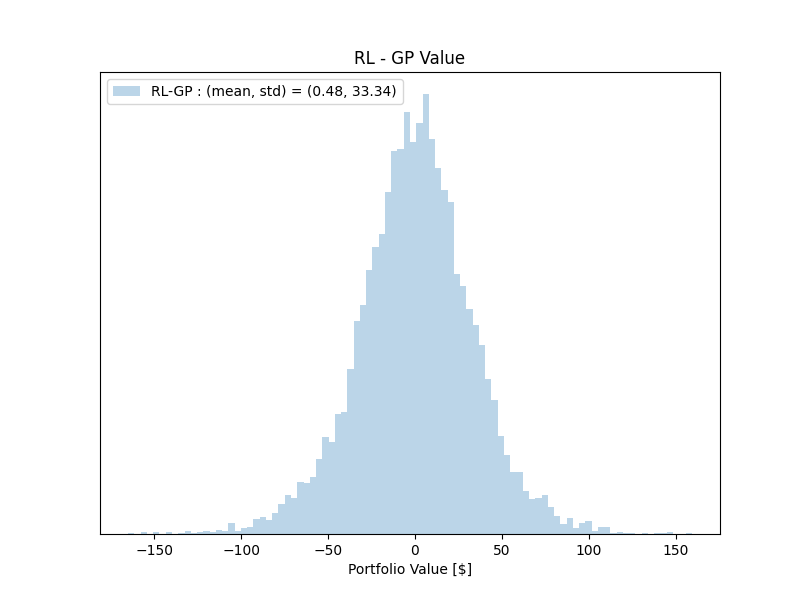 RL - GP Value
RL-GP : (mean, std) = (0.48, 33.34)
−150 −100 −50 0 50 100 150
Portfolio Value [$]